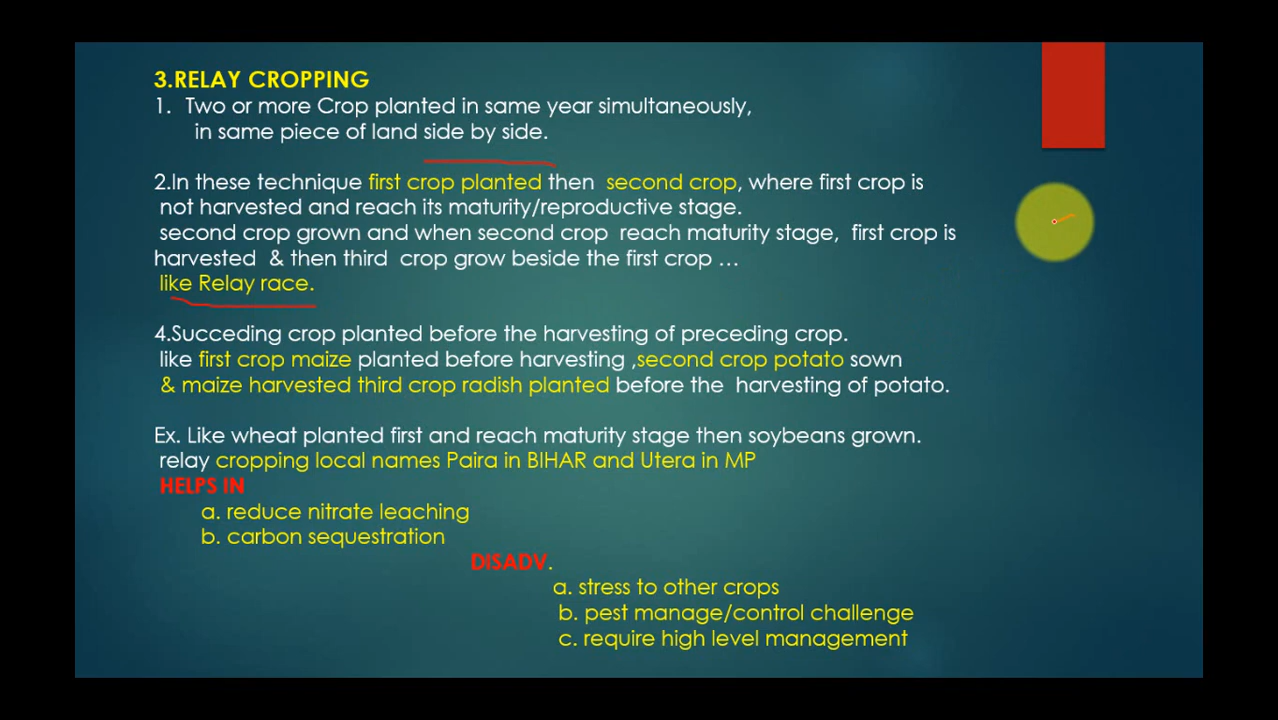 3.RELAY CROPPING
1. Two or more Crop planted in same year simultaneously,
in same piece of land side by side.
2.In these technique first crop planted then second crop, where first crop is
not harvested and reach its maturity/reproductive stage.
second crop grown and when second crop reach maturity stage, first crop is
harvested & then third crop grow beside the first crop ...
like Relay race.
4.Succeding crop planted before the harvesting of preceding crop.
like first crop maize planted before harvesting ,second crop potato sown
& maize harvested third crop radish planted before the harvesting of potato.
Ex. Like wheat planted first and reach maturity stage then soybeans grown.
relay cropping local names Paira in BIHAR and Utera in MP
HELPS IN
a. reduce nitrate leaching
b. carbon sequestration
DISADV.
a. stress to other crops
b. pest manage/control challenge
c. require high level management